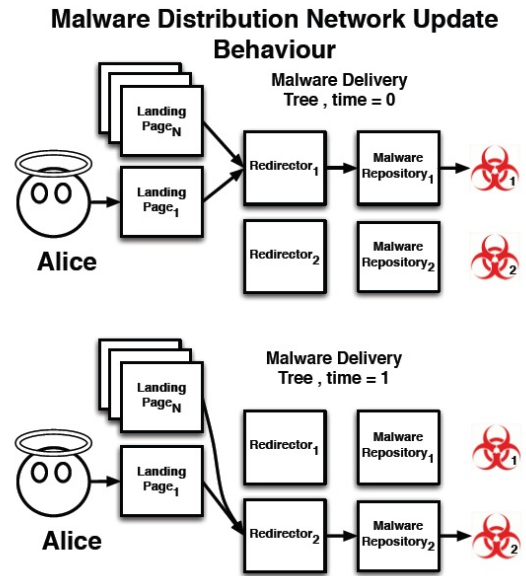 Malware Distribution Network Update
Behaviour
Malware Delivery
Tree , time = 0
Landing
PageN
Landing
Page1
Redirector1
Malware
Repository1
1
Alice
Redirector2
Malware
Repository2
2
Malware Delivery
Tree , time = 1
Landing
PageN
Landing
Page1
Redirector1
Malware
Repository1
1
Alice
Redirector2
Malware
Repository2
2